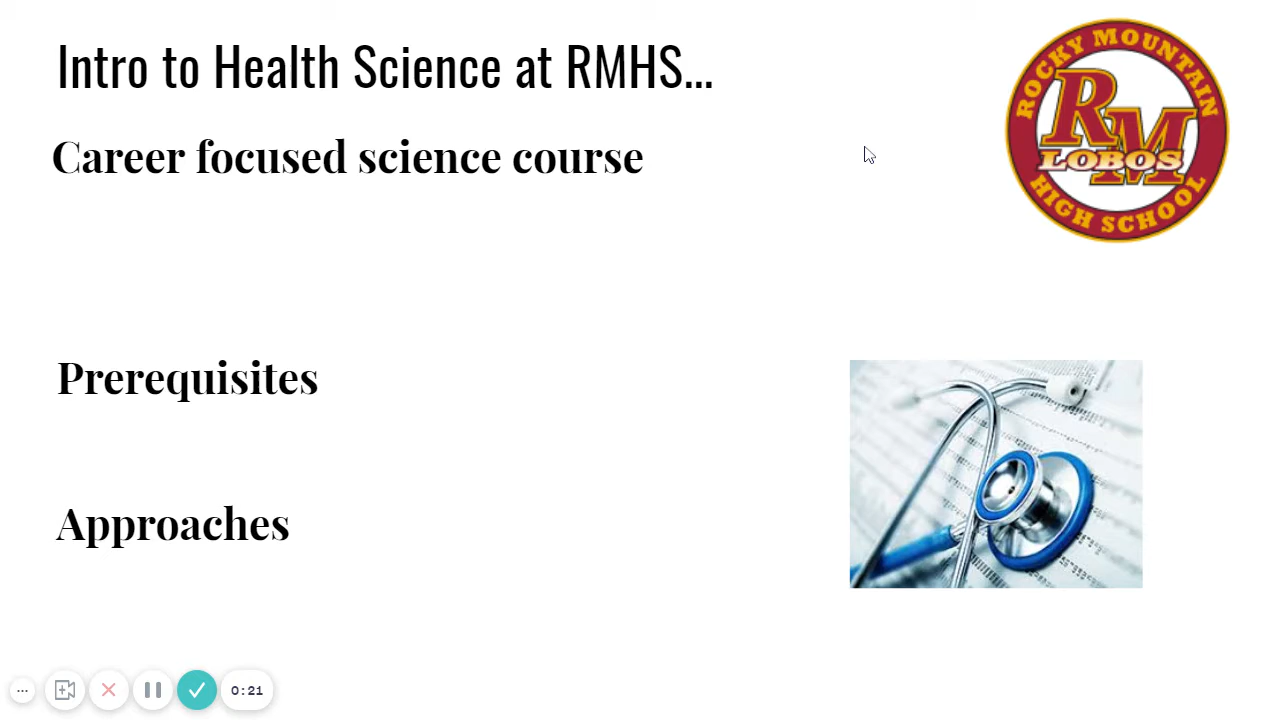 Intro to Health Science at RMHS...
ROCKY MOUNTAIN
RM
LOBOS
HIGH SCHOOL
Career focused science course
Prerequisites
Approaches
0:21